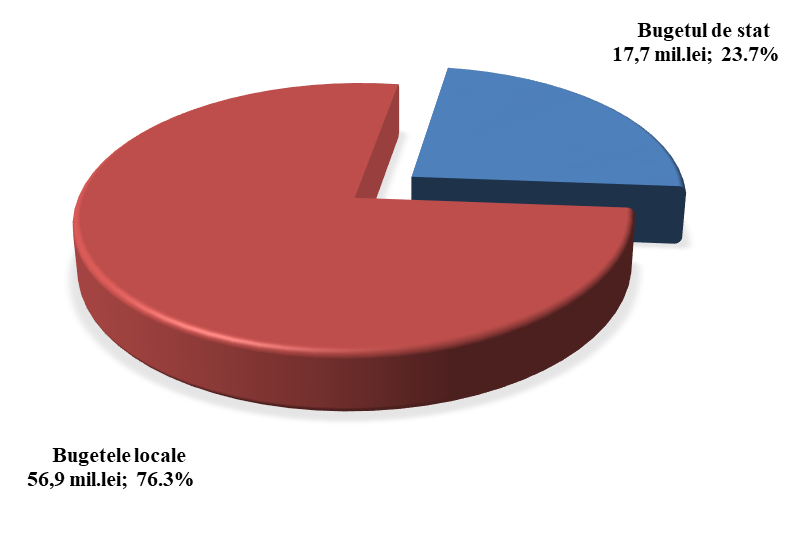 Bugetul de stat
17,7 mil.lei;  23.7%
Bugetele locale
56,9 mil.lei;  76.3%